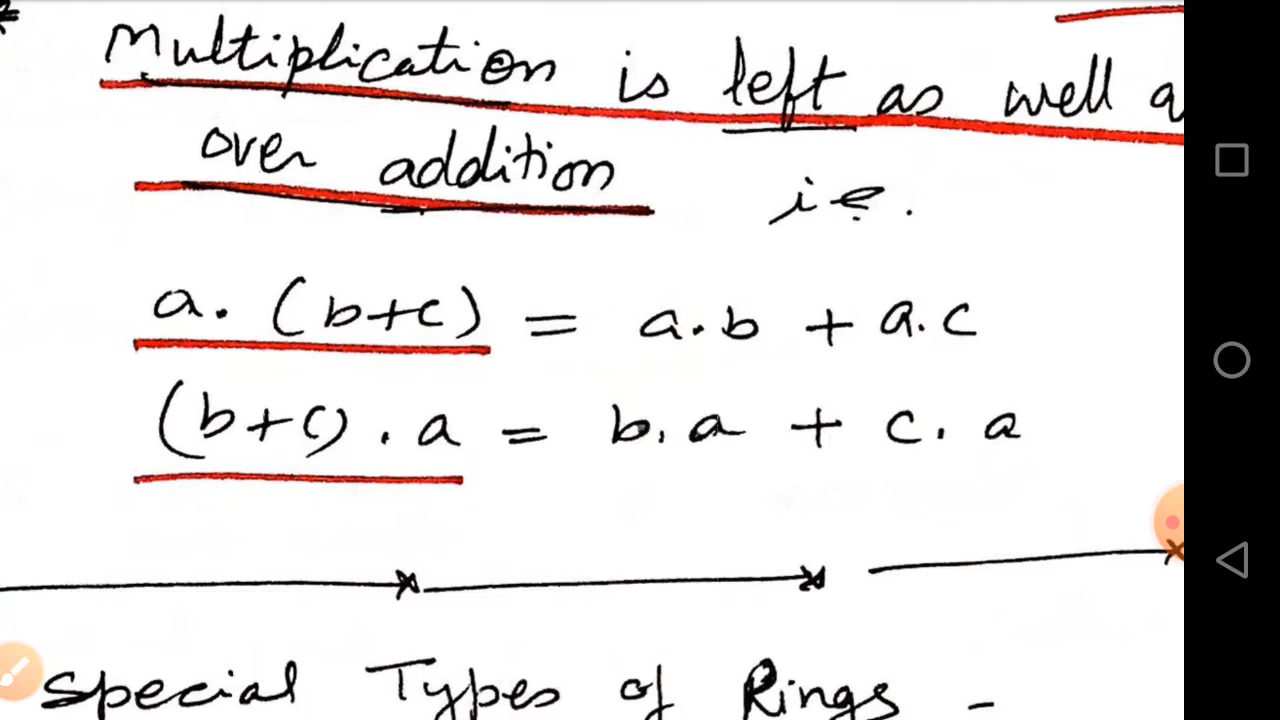 *
Multiplication is left as well a
over addition i.e.
a. (b+c) = a.b + a.c
(b+c) . a = b.a + c. a
Special Types of Rings -